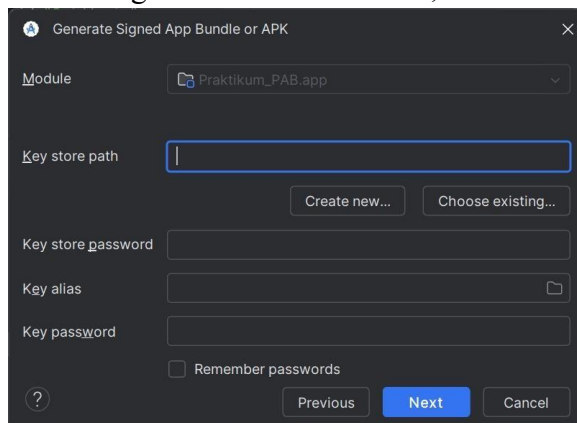 Generate Signed App Bundle or APK
Module
Praktikum_PAB.app
Key store path
Create new...
Choose existing...
Key store password
Key alias
Key password
Remember passwords
?
Previous
Next
Cancel